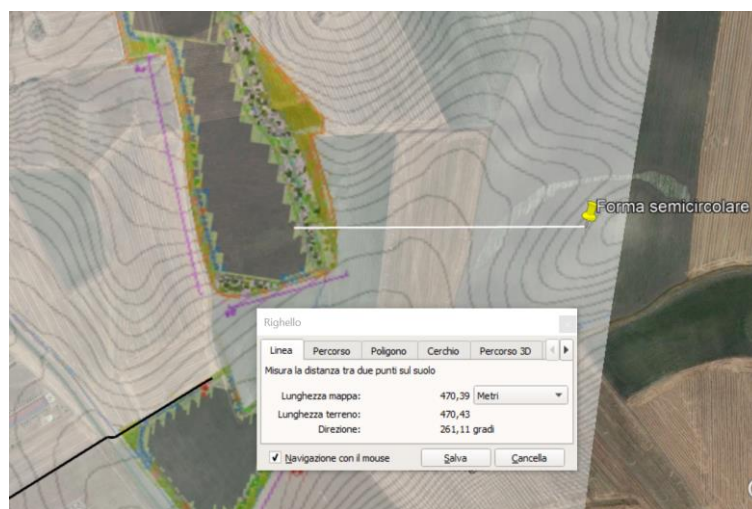 Forma semicircolare
Righello
Linea Percorso Poligono Cerchio Percorso 3D
Misura la distanza tra due punti sul suolo
Lunghezza mappa: 470,39 Metri
Lunghezza terreno: 470,43
Direzione: 261,11 gradi
Navigazione con il mouse Salva Cancella